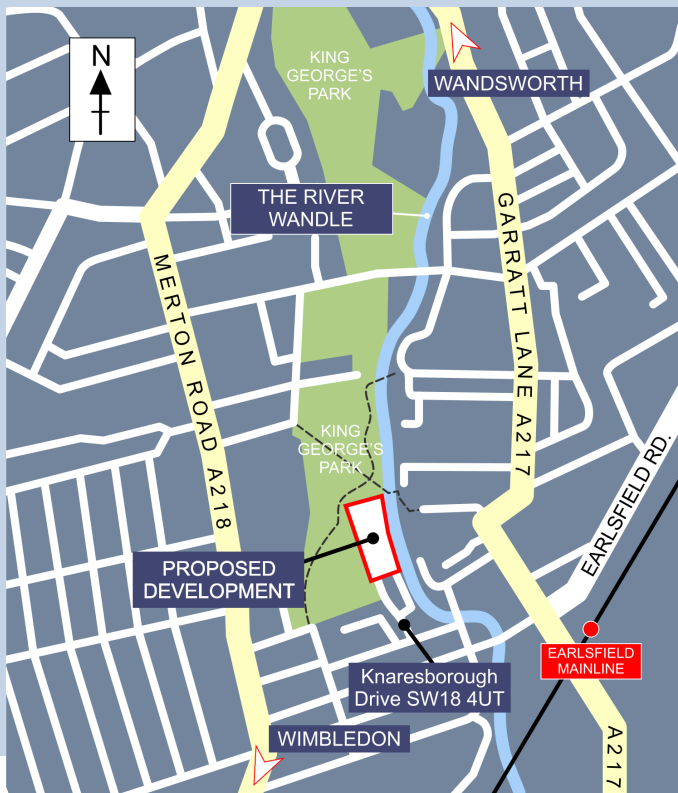 N
KING
GEORGE'S
PARK
WANDSWORTH
THE RIVER
WANDLE
MERTON ROAD A218
GARRATT LANE A217
KING
GEORGE'S
PARK
EARLSFIELD RD.
PROPOSED
DEVELOPMENT
EARLSFIELD
MAINLINE
Knaresborough
Drive SW18 4UT
WIMBLEDON
A217